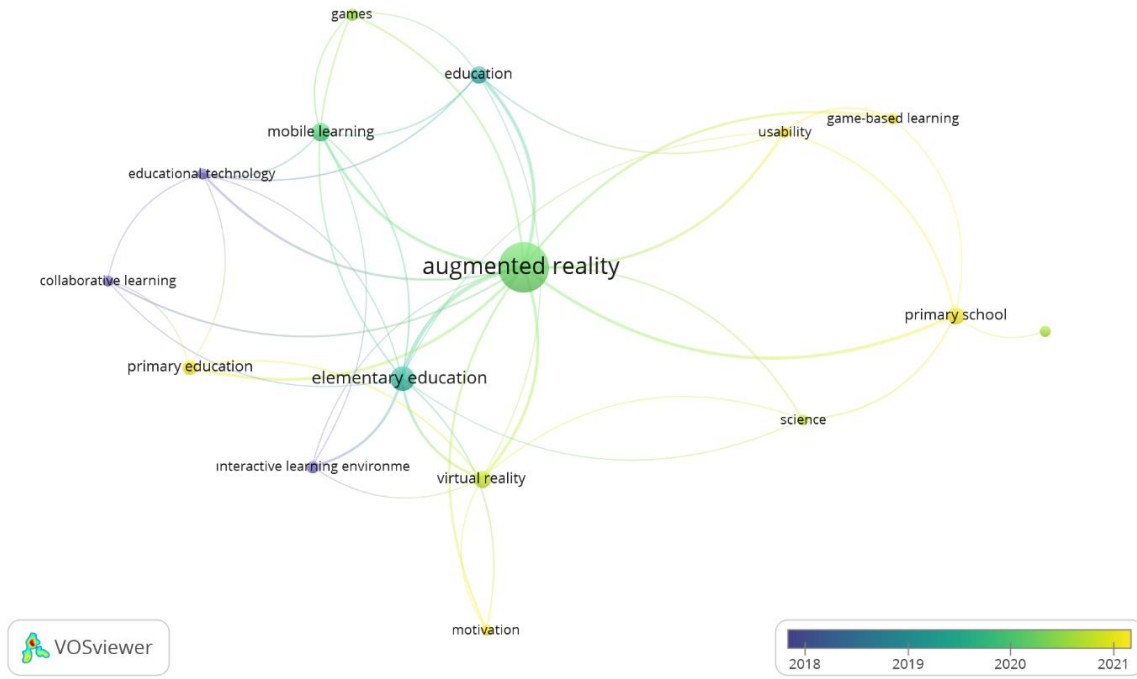 games
education
mobile learning
game-based learning
usability
educational technology
augmented reality
collaborative learning
primary school
primary education
elementary education
science
interactive learning environme
virtual reality
motivation
VOSviewer
2018 2019 2020 2021